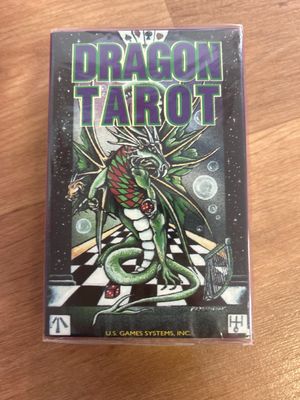 DRAGON
TAROT
U.S. GAMES SYSTEMS, INC.